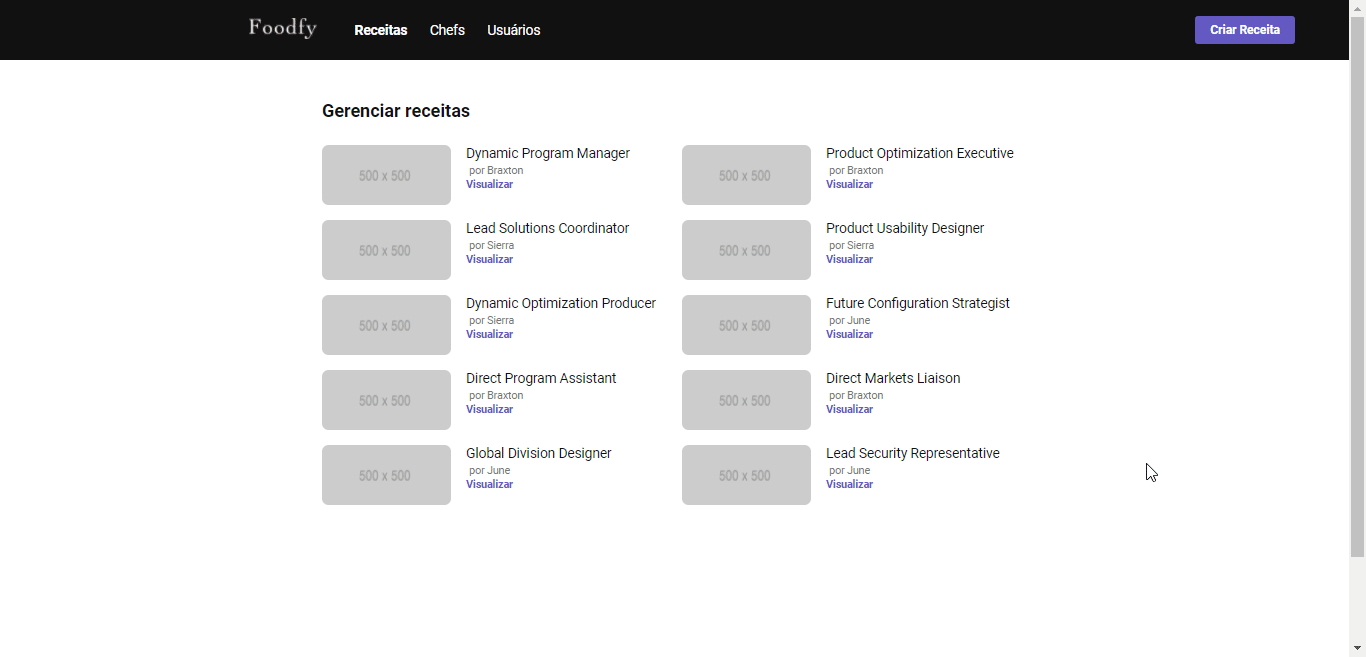 Foodfy
Receitas
Chefs
Usuários
Criar Receita
Gerenciar receitas
500 x 500
Dynamic Program Manager
por Braxton
Visualizar
500 x 500
Product Optimization Executive
por Braxton
Visualizar
500 x 500
Lead Solutions Coordinator
por Sierra
Visualizar
500 x 500
Product Usability Designer
por Sierra
Visualizar
500 x 500
Dynamic Optimization Producer
por Sierra
Visualizar
500 x 500
Future Configuration Strategist
por June
Visualizar
500 x 500
Direct Program Assistant
por Braxton
Visualizar
500 x 500
Direct Markets Liaison
por Braxton
Visualizar
500 x 500
Global Division Designer
por June
Visualizar
500 x 500
Lead Security Representative
por June
Visualizar